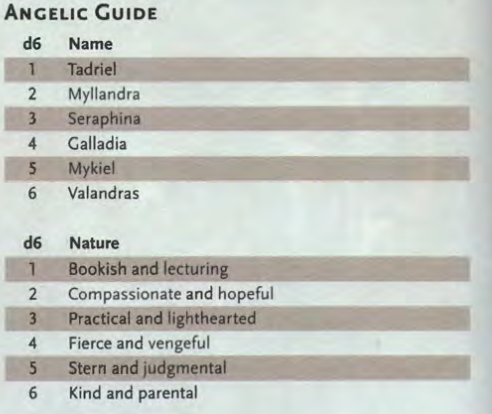 ANGELIC GUIDE
d6 Name
1 Tadriel
2 Myllandra
3 Seraphina
4 Galladia
5 Mykiel
6 Valandras
d6 Nature
1 Bookish and lecturing
2 Compassionate and hopeful
3 Practical and lighthearted
4 Fierce and vengeful
5 Stern and judgmental
6 Kind and parental